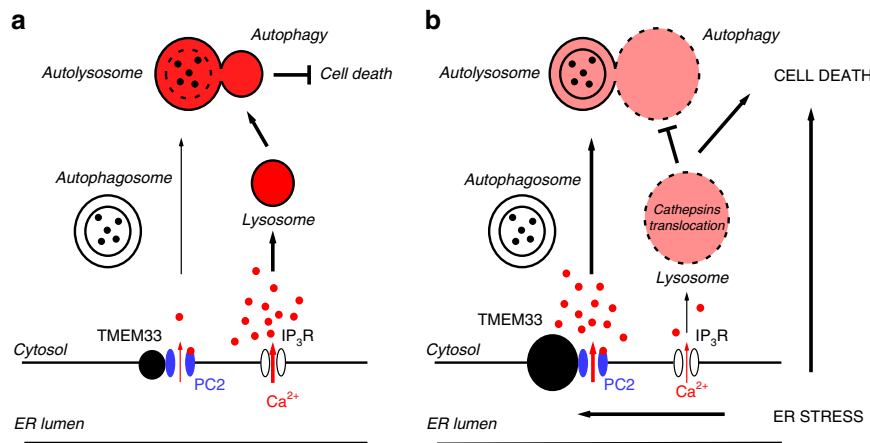 a
Autophagy
Autolysosome
Cell death
Autophagosome
Lysosome
TMEM33
IP3R
Cytosol
PC2
Ca2+
ER lumen
b
Autophagy
Autolysosome
CELL DEATH
Autophagosome
Cathepsins
translocation
Lysosome
TMEM33
IP3R
Cytosol
PC2
Ca2+
ER lumen
ER STRESS